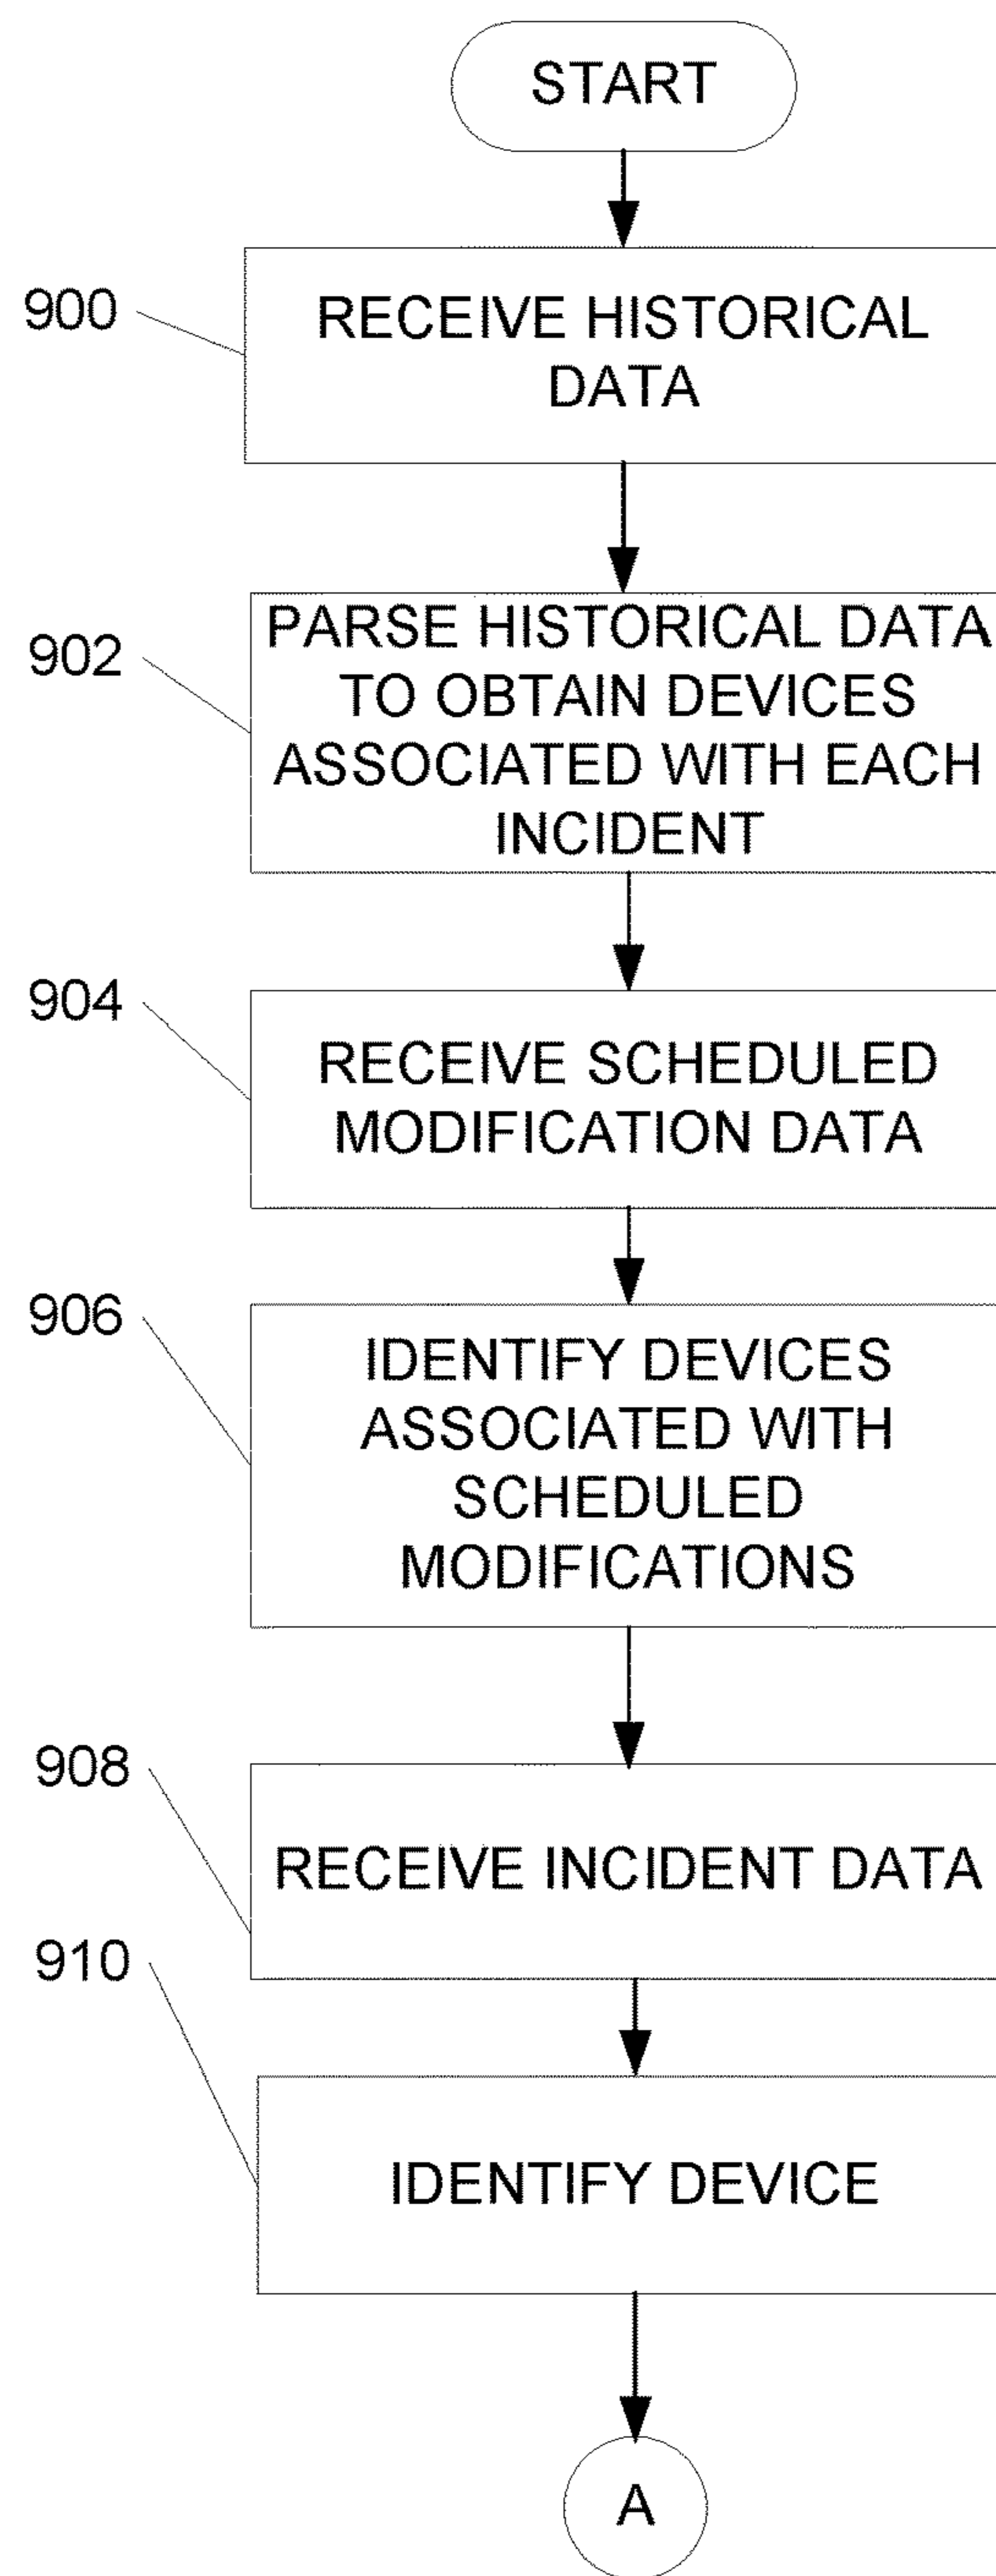 START
900
RECEIVE HISTORICAL
DATA
902
PARSE HISTORICAL DATA
TO OBTAIN DEVICES
ASSOCIATED WITH EACH
INCIDENT
904
RECEIVE SCHEDULED
MODIFICATION DATA
906
IDENTIFY DEVICES
ASSOCIATED WITH
SCHEDULED
MODIFICATIONS
908
RECEIVE INCIDENT DATA
910
IDENTIFY DEVICE
A